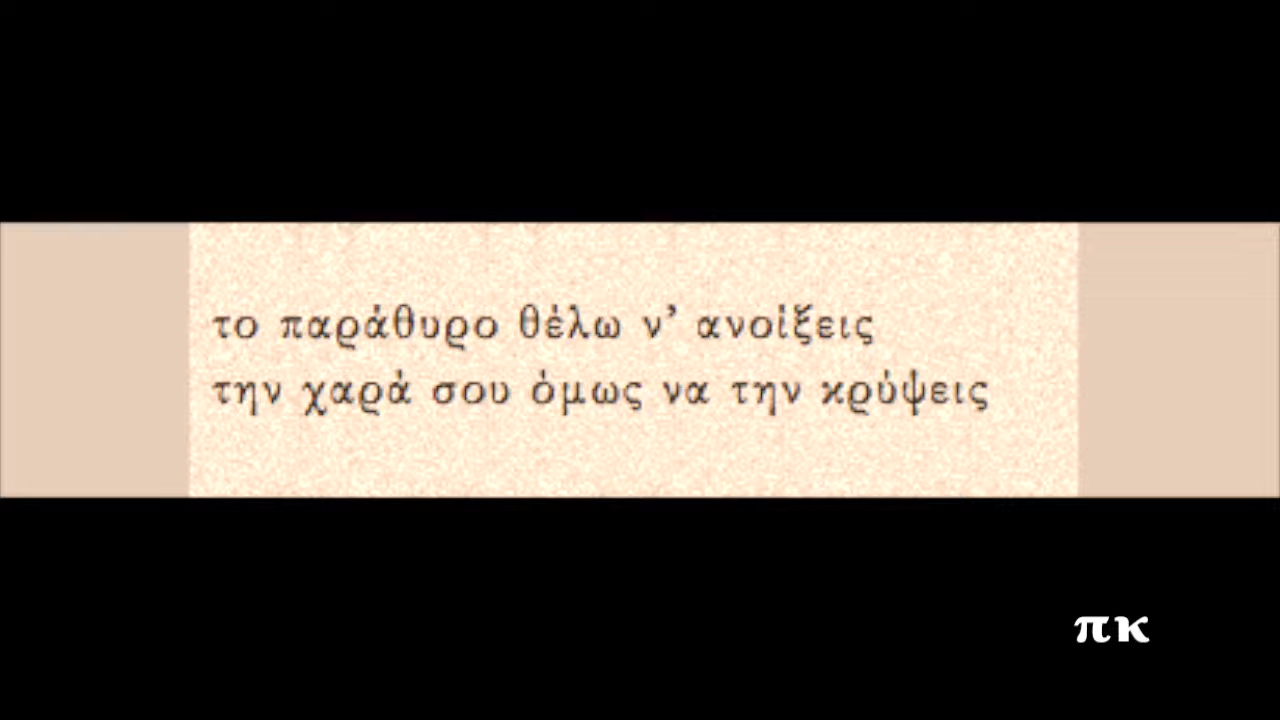 το παράθυρο θέλω ν’ ανοίξεις
την χαρά σου όμως να την κρύψεις
πκ